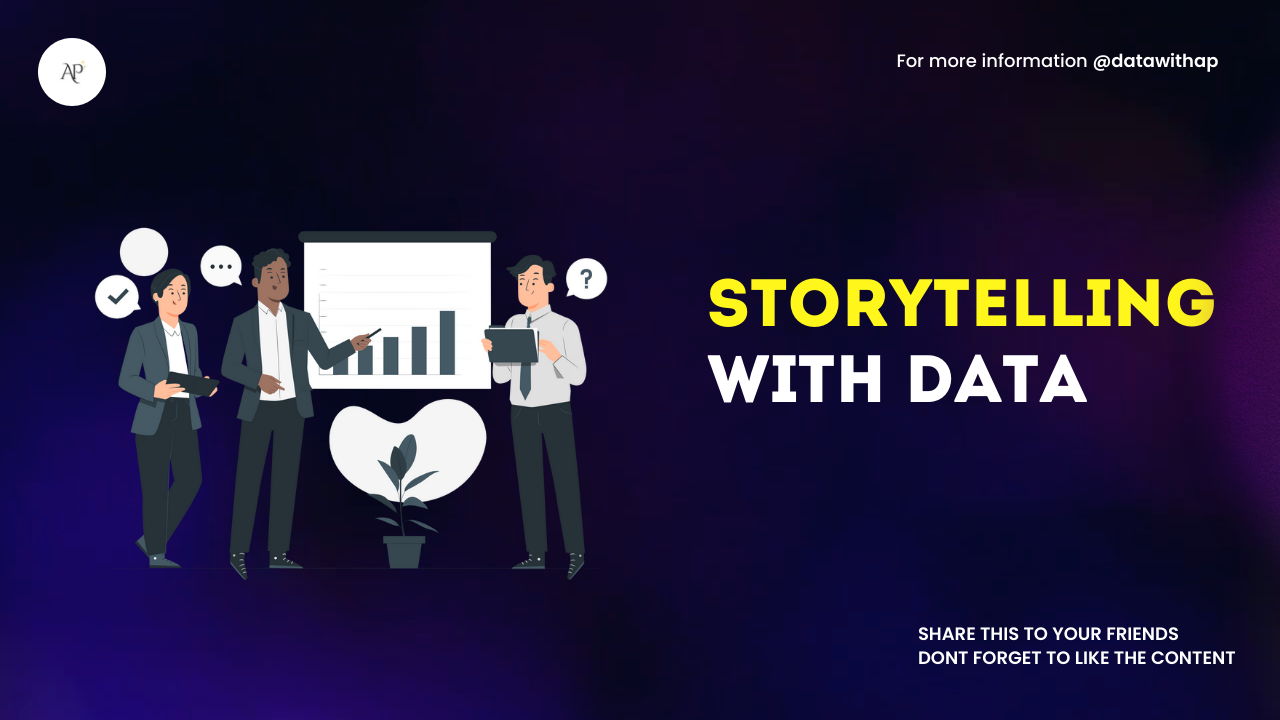 AP
For more information @datawithap
?
STORYTELLING
WITH DATA
SHARE THIS TO YOUR FRIENDS
DONT FORGET TO LIKE THE CONTENT